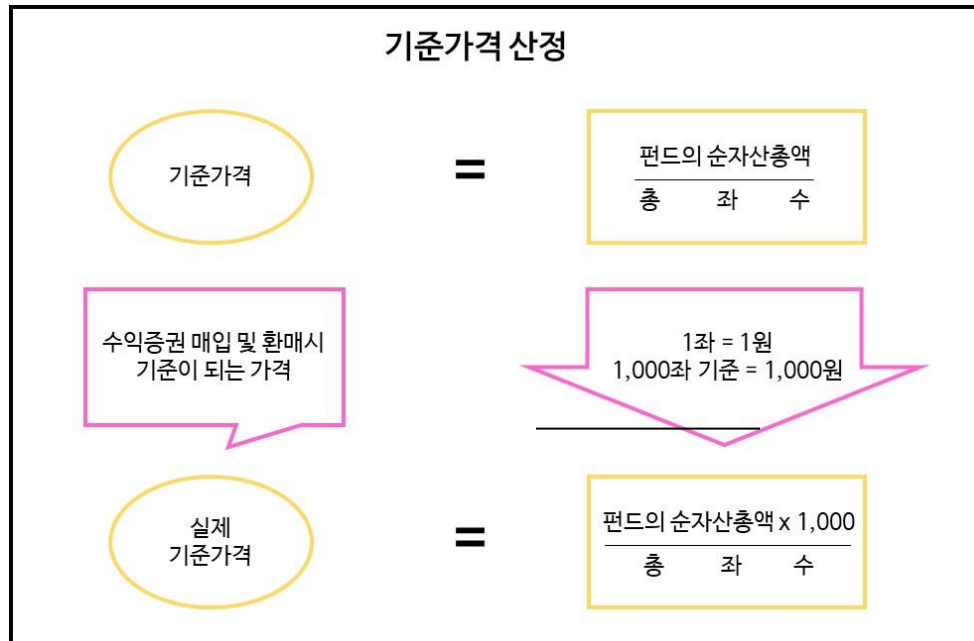 기준가격 산정
기준가격
=
펀드의 순자산총액
총 좌 수
수익증권 매입 및 환매시
기준이 되는 가격
1좌 = 1원
1,000좌 기준 = 1,000원
실제
기준가격
=
펀드의 순자산총액 x 1,000
총 좌 수